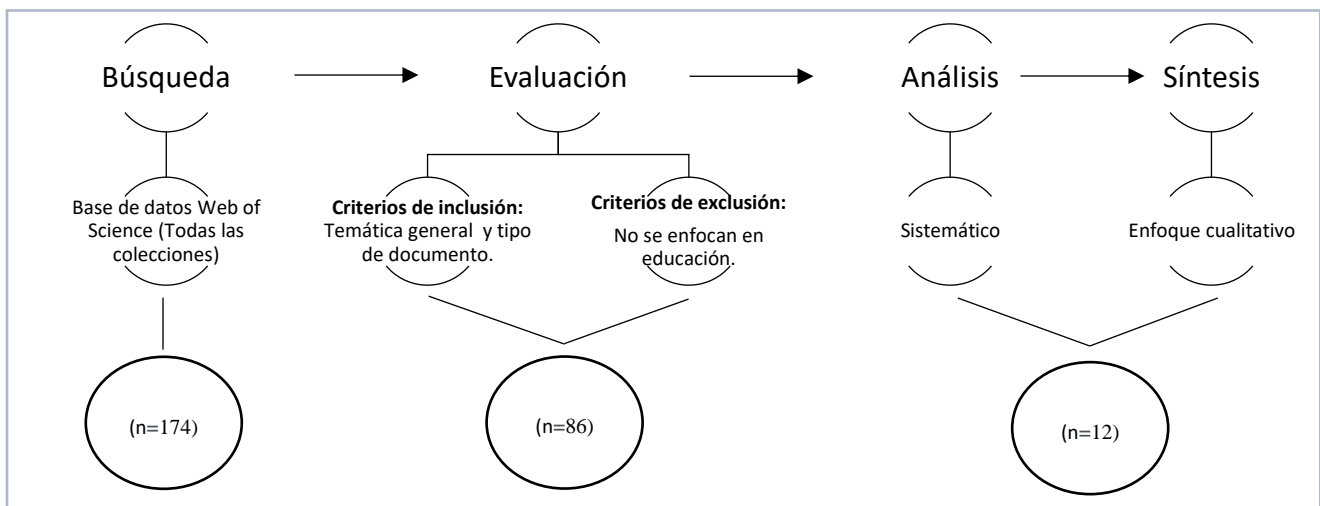 Búsqueda
Evaluación
Análisis
Síntesis
Base de datos Web of
Science (Todas las
colecciones)
Criterios de inclusión:
Temática general y tipo
de documento.
Criterios de exclusión:
No se enfocan en
educación.
Sistemático
Enfoque cualitativo
(n=174)
(n=86)
(n=12)